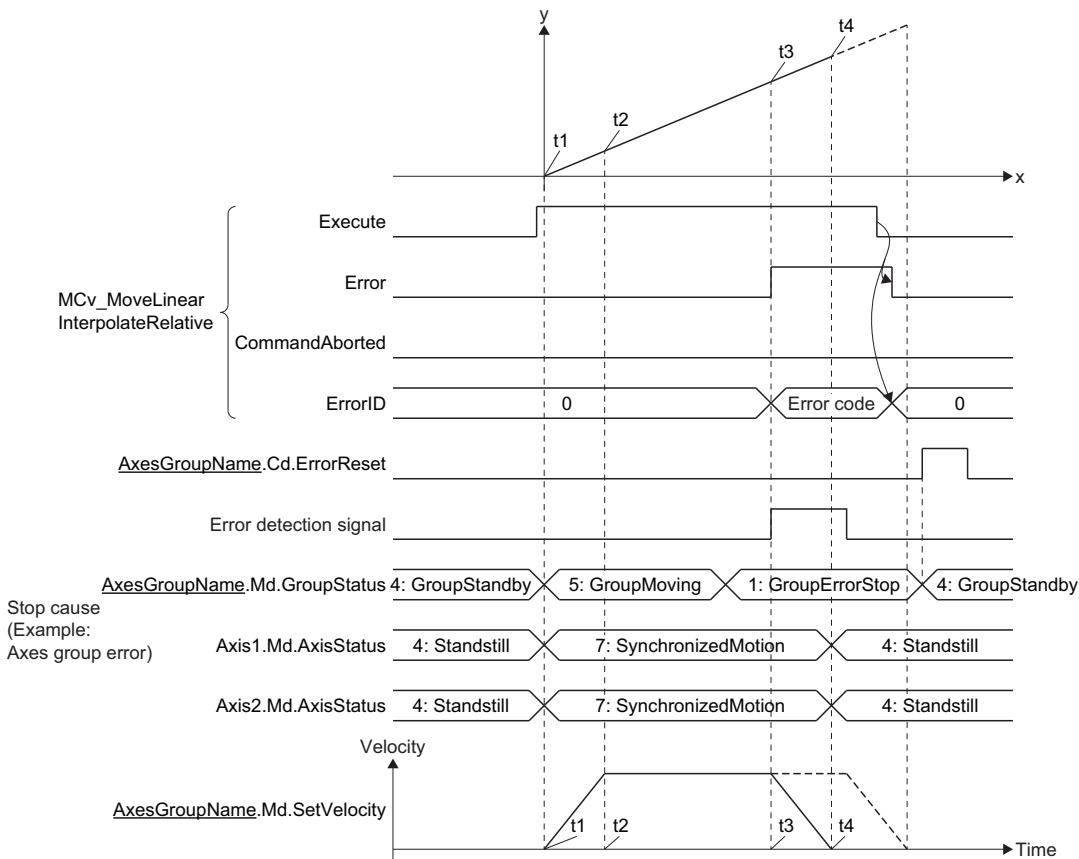 y
t4
t3
t2
t1
x
Execute
Error
MCv_MoveLinear
InterpolateRelative
CommandAborted
ErrorID
0
Error code
0
AxesGroupName.Cd.ErrorReset
Error detection signal
AxesGroupName.Md.GroupStatus
4: GroupStandby
5: GroupMoving
1: GroupErrorStop
4: GroupStandby
Stop cause
(Example:
Axes group error)
Axis1.Md.AxisStatus
4: Standstill
7: SynchronizedMotion
4: Standstill
Axis2.Md.AxisStatus
4: Standstill
7: SynchronizedMotion
4: Standstill
Velocity
AxesGroupName.Md.SetVelocity
t1
t2
t3
t4
Time